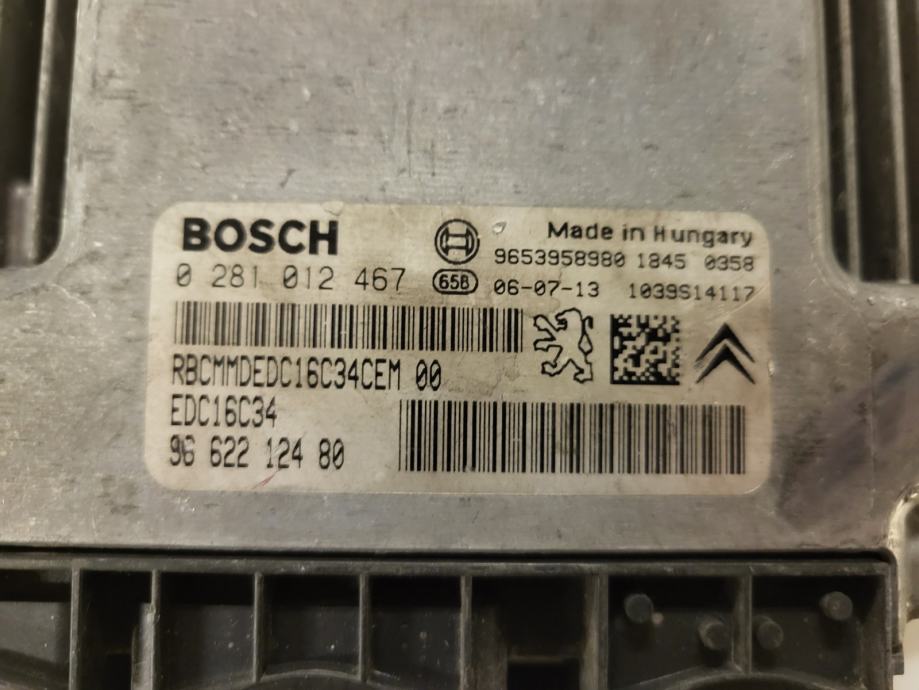 BOSCH
Made in Hungary
9653958980 1845 0358
0 281 012 467
65B
06-07-13 1039S14117
RBCMMDEDC16C34CEM 00
EDC16C34
96 622 124 80